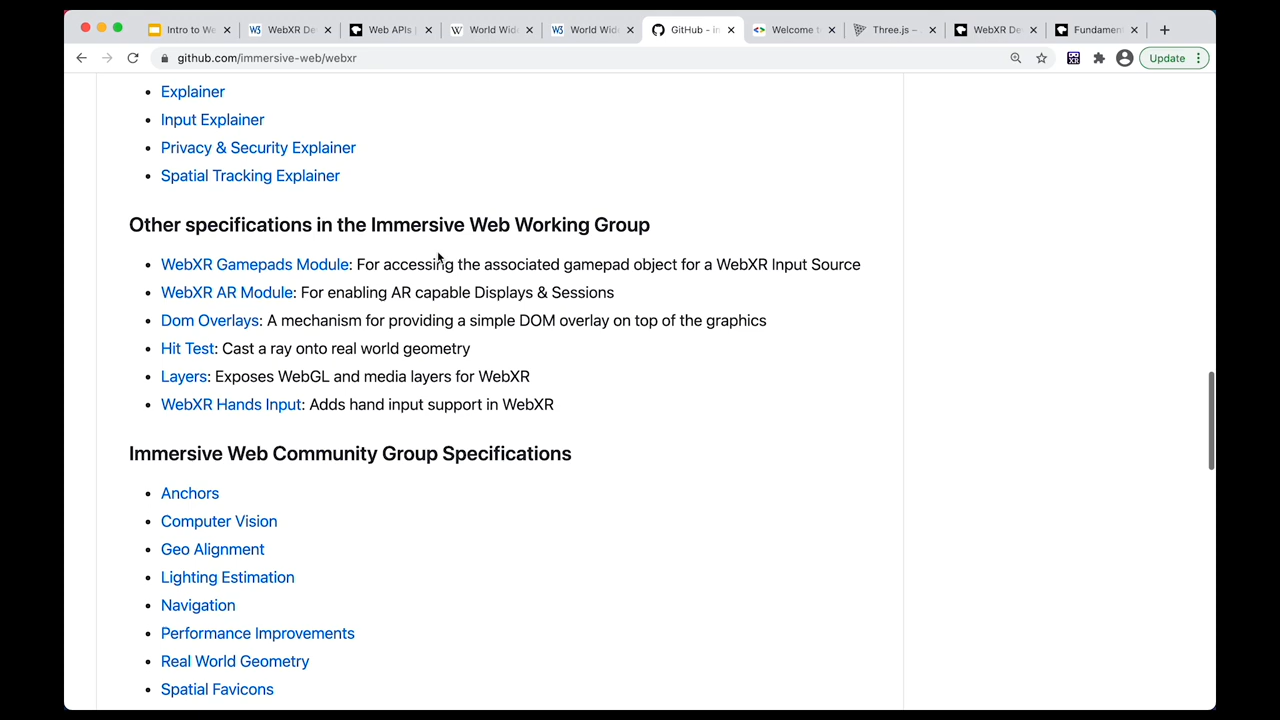 Intro to We
WebXR De
Web APIs
World Wid
World Wid
GitHub – in
Welcome t
Three.js –
WebXR De
Fundamen
github.com/immersive-web/webxr
Update
• Explainer
• Input Explainer
• Privacy & Security Explainer
• Spatial Tracking Explainer
Other specifications in the Immersive Web Working Group
• WebXR Gamepads Module: For accessing the associated gamepad object for a WebXR Input Source
• WebXR AR Module: For enabling AR capable Displays & Sessions
• Dom Overlays: A mechanism for providing a simple DOM overlay on top of the graphics
• Hit Test: Cast a ray onto real world geometry
• Layers: Exposes WebGL and media layers for WebXR
• WebXR Hands Input: Adds hand input support in WebXR
Immersive Web Community Group Specifications
• Anchors
• Computer Vision
• Geo Alignment
• Lighting Estimation
• Navigation
• Performance Improvements
• Real World Geometry
• Spatial Favicons